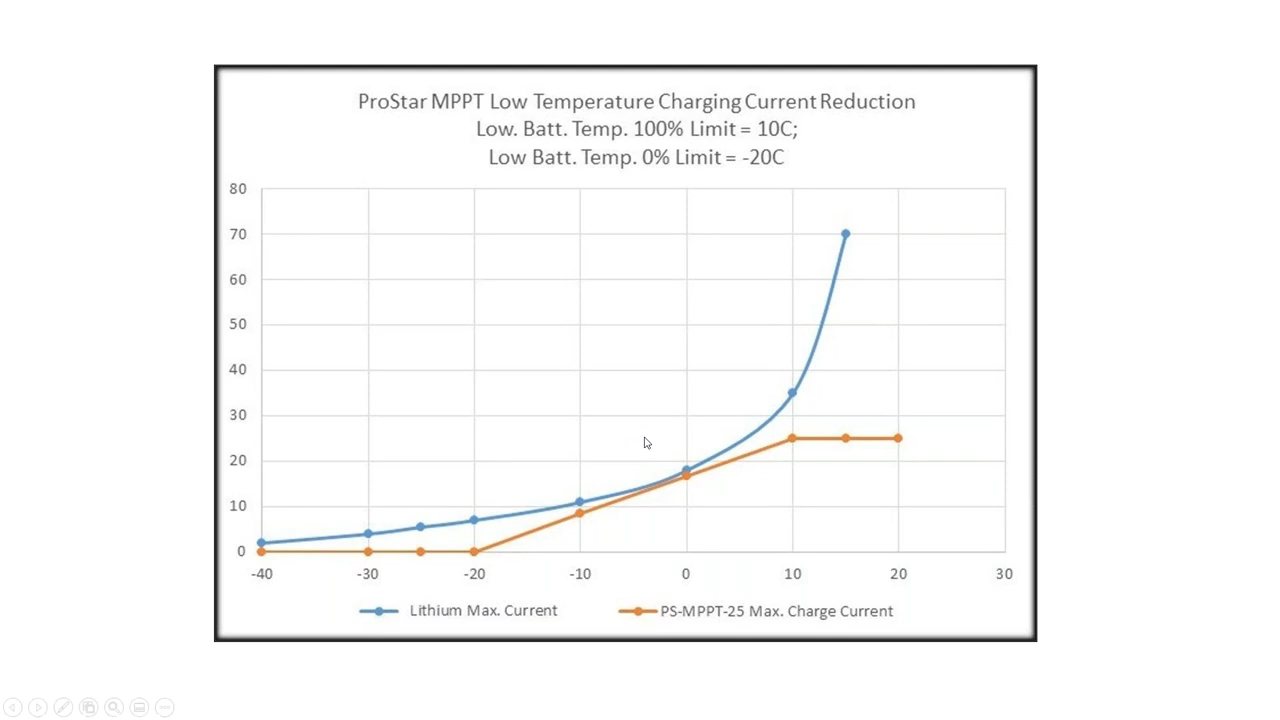 ProStar MPPT Low Temperature Charging Current Reduction
Low. Batt. Temp. 100% Limit = 10C;
Low Batt. Temp. 0% Limit = -20C
80
70
60
50
40
30
20
10
0
-40 -30 -20 -10 0 10 20 30
Lithium Max. Current PS-MPPT-25 Max. Charge Current